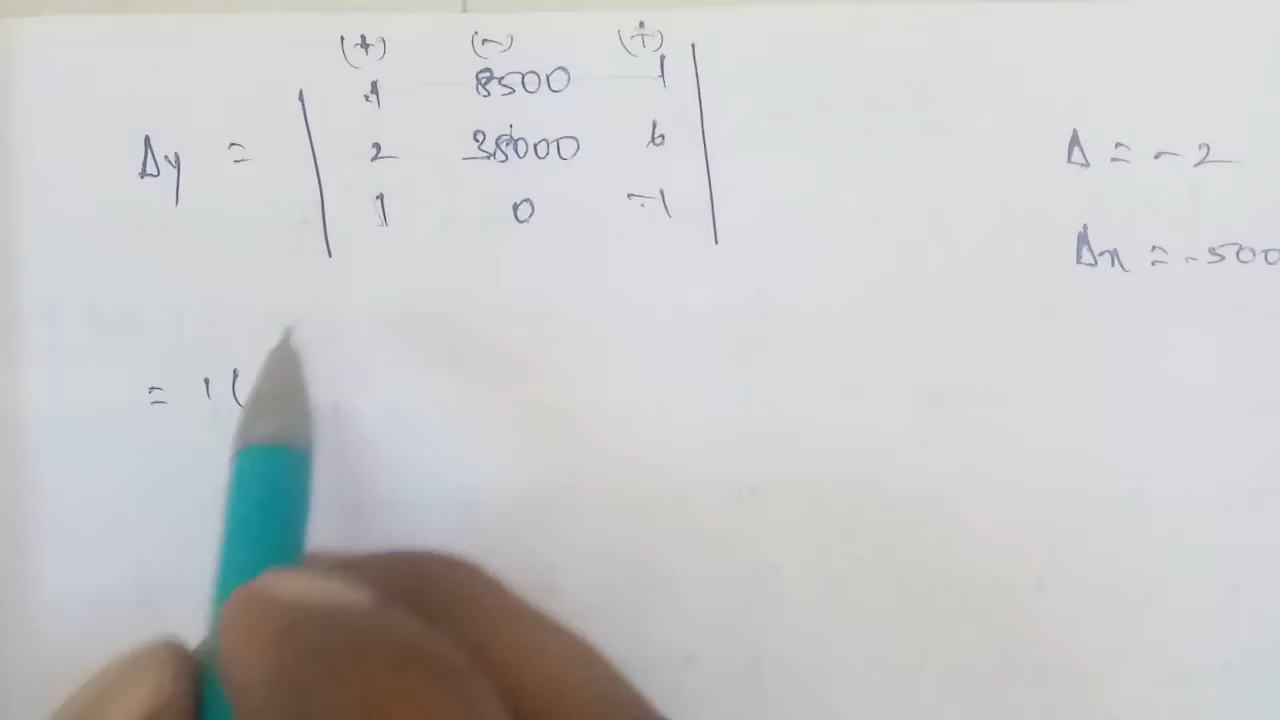 (+) (-) (+)
1 8500 1
Δy = 2 38000 6
1 0 -1
Δ = -2
Δx = -500
= 1 (